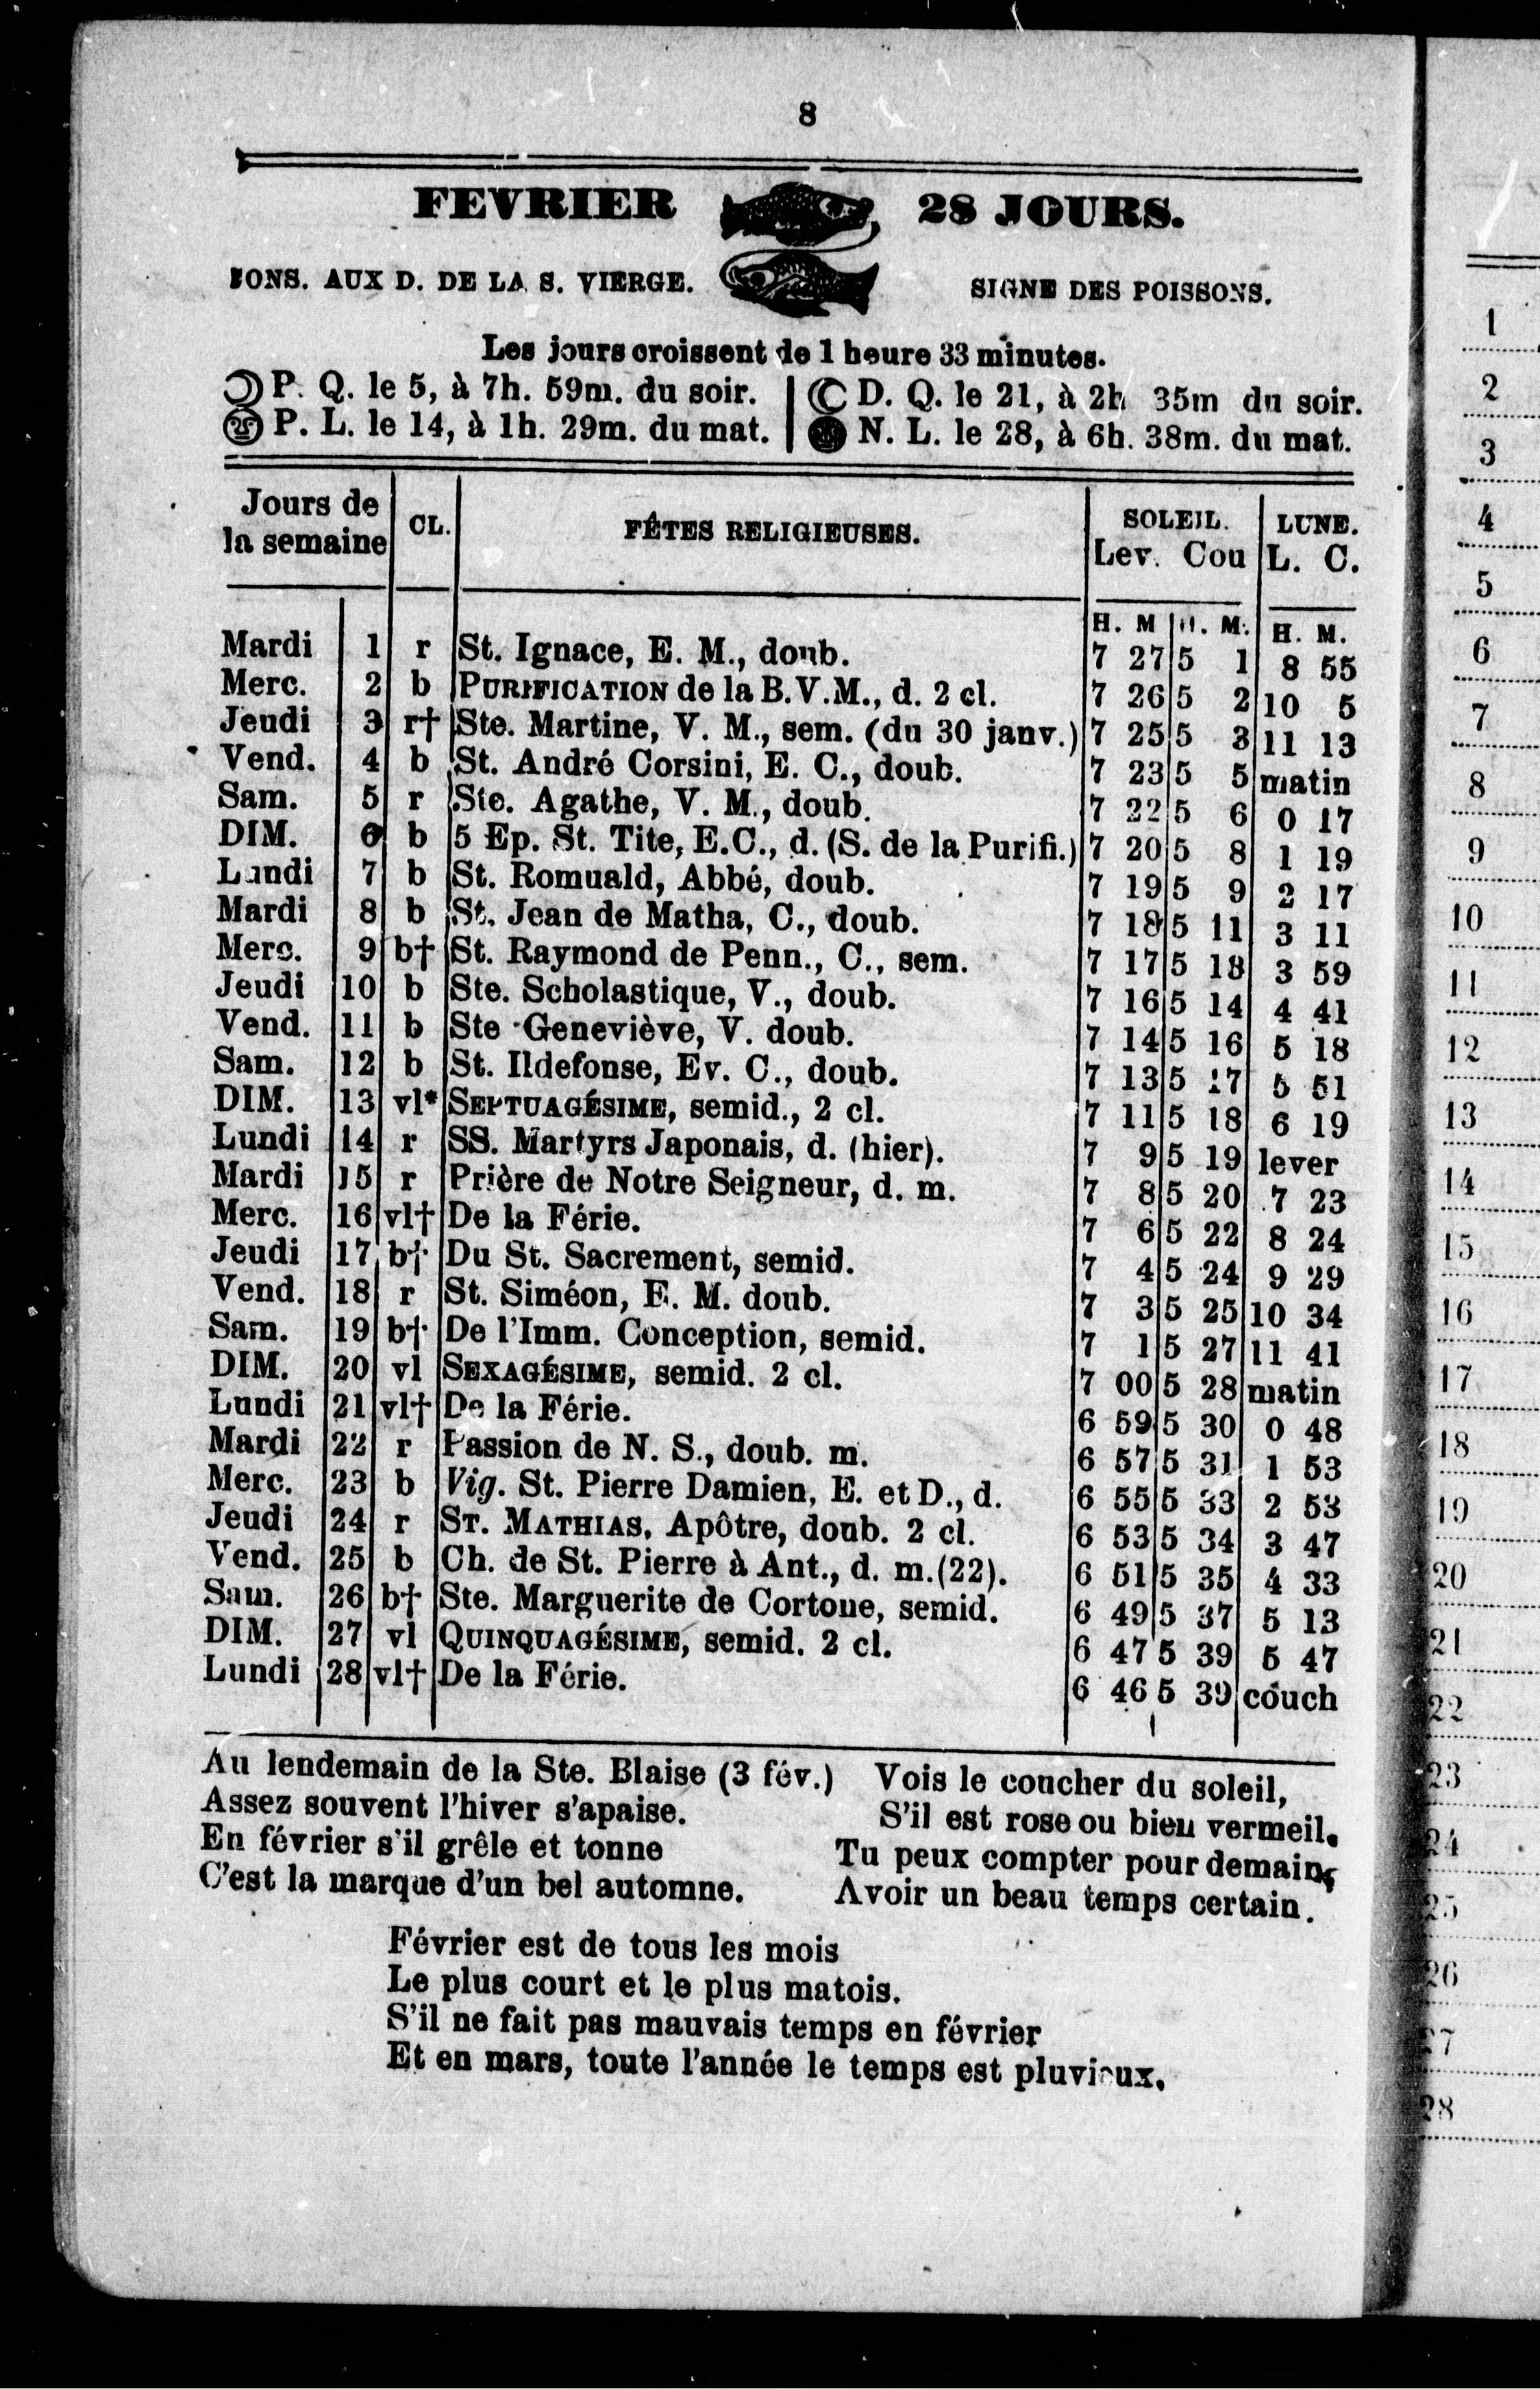 8
FEVRIER 28 JOURS.
CONS. AUX D. DE LA S. VIERGE. SIGNE DES POISSONS.
Les jours croissent de 1 heure 33 minutes.
P. Q. le 5, à 7h. 59m. du soir. D. Q. le 21, à 2h 35m du soir.
P. L. le 14, à 1h. 29m. du mat. N. L. le 28, à 6h. 38m. du mat.
Jours de la semaine CL. FÊTES RELIGIEUSES. SOLEIL. LUNE.
Lev. Cou L. C.
H. M H. M. H. M.
Mardi 1 r St. Ignace, E. M., doub. 7 27 5 1 8 55
Merc. 2 b PURIFICATION de la B.V.M., d. 2 cl. 7 26 5 2 10 5
Jeudi 3 r† Ste. Martine, V. M., sem. (du 30 janv.) 7 25 5 3 11 13
Vend. 4 b St. André Corsini, E. C., doub. 7 23 5 5 matin
Sam. 5 r Ste. Agathe, V. M., doub. 7 22 5 6 0 17
DIM. 6 b 5 Ep. St. Tite, E.C., d. (S. de la Purifi.) 7 20 5 8 1 19
Lundi 7 b St. Romuald, Abbé, doub. 7 19 5 9 2 17
Mardi 8 b St. Jean de Matha, C., doub. 7 18 5 11 3 11
Merc. 9 b† St. Raymond de Penn., C., sem. 7 17 5 13 3 59
Jeudi 10 b Ste. Scholastique, V., doub. 7 16 5 14 4 41
Vend. 11 b Ste Geneviève, V. doub. 7 14 5 16 5 18
Sam. 12 b St. Ildefonse, Ev. C., doub. 7 13 5 17 5 51
DIM. 13 vl* SEPTUAGÉSIME, semid., 2 cl. 7 11 5 18 6 19
Lundi 14 r SS. Martyrs Japonais, d. (hier). 7 9 5 19 lever
Mardi 15 r Prière de Notre Seigneur, d. m. 7 8 5 20 7 23
Merc. 16 vl† De la Férie. 7 6 5 22 8 24
Jeudi 17 b† Du St. Sacrement, semid. 7 4 5 24 9 29
Vend. 18 r St. Siméon, E. M. doub. 7 3 5 25 10 34
Sam. 19 b† De l'Imm. Conception, semid. 7 1 5 27 11 41
DIM. 20 vl SEXAGÉSIME, semid. 2 cl. 7 00 5 28 matin
Lundi 21 vl† De la Férie. 6 59 5 30 0 48
Mardi 22 r Passion de N. S., doub. m. 6 57 5 31 1 53
Merc. 23 b Vig. St. Pierre Damien, E. et D., d. 6 55 5 33 2 53
Jeudi 24 r ST. MATHIAS, Apôtre, doub. 2 cl. 6 53 5 34 3 47
Vend. 25 b Ch. de St. Pierre à Ant., d. m.(22). 6 51 5 35 4 33
Sam. 26 b† Ste. Marguerite de Cortone, semid. 6 49 5 37 5 13
DIM. 27 vl QUINQUAGÉSIME, semid. 2 cl. 6 47 5 39 5 47
Lundi 28 vl† De la Férie. 6 46 5 39 couch
Au lendemain de la Ste. Blaise (3 fév.)
Assez souvent l'hiver s'apaise.
En février s'il grêle et tonne
C'est la marque d'un bel automne.
Vois le coucher du soleil,
S'il est rose ou bien vermeil.
Tu peux compter pour demain,
Avoir un beau temps certain.
Février est de tous les mois
Le plus court et le plus matois.
S'il ne fait pas mauvais temps en février
Et en mars, toute l'année le temps est pluvieux.
1
2
3
4
5
6
7
8
9
10
11
12
13
14
15
16
17
18
19
20
21
22
23
24
25
26
27
28